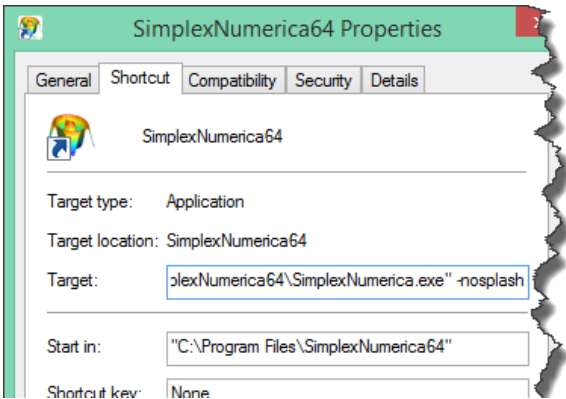 SimplexNumerica64 Properties
General Shortcut Compatibility Security Details
SimplexNumerica64
Target type: Application
Target location: SimplexNumerica64
Target: plexNumerica64\SimplexNumerica.exe" -nosplash
Start in: "C:\Program Files\SimplexNumerica64"
Shortcut key: None